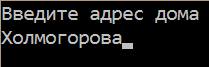 Введите адрес дома
Холмогорова